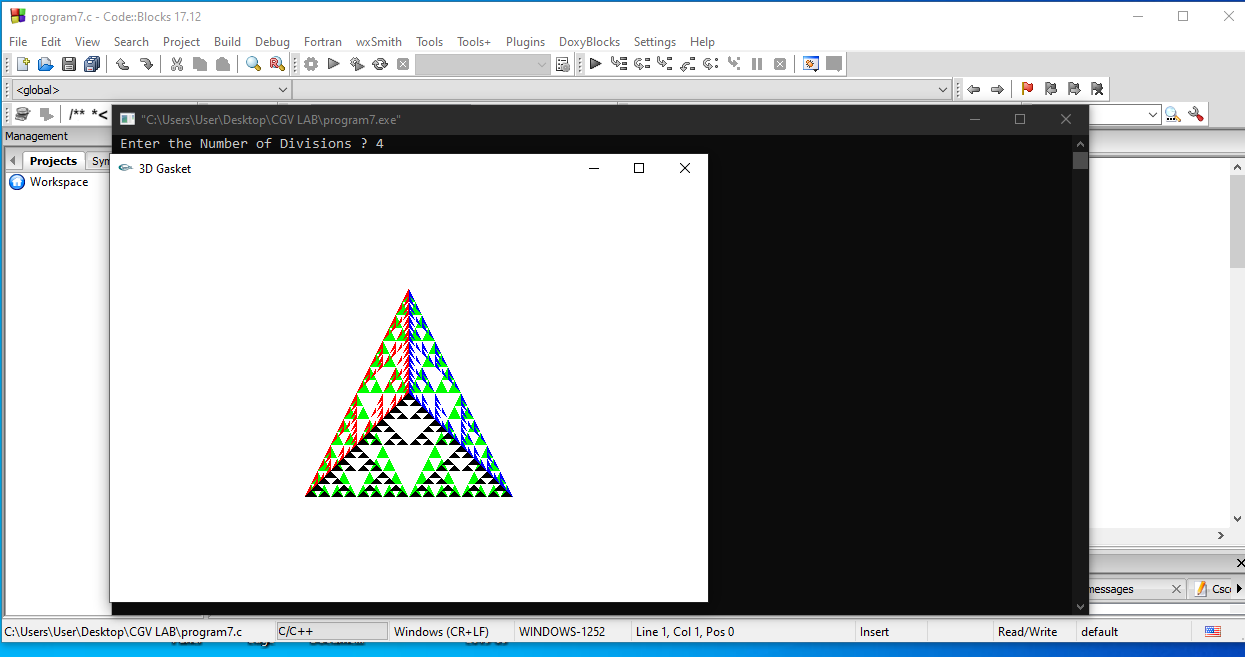 program7.c - Code::Blocks 17.12
File Edit View Search Project Build Debug Fortran wxSmith Tools Tools+ Plugins DoxyBlocks Settings Help
<global>
/** *<
"C:\Users\User\Desktop\CGV LAB\program7.exe"
Management
Enter the Number of Divisions ? 4
Projects Syn
3D Gasket
Workspace
messages Csc
C:\Users\User\Desktop\CGV LAB\program7.c C/C++ Windows (CR+LF) WINDOWS-1252 Line 1, Col 1, Pos 0 Insert Read/Write default